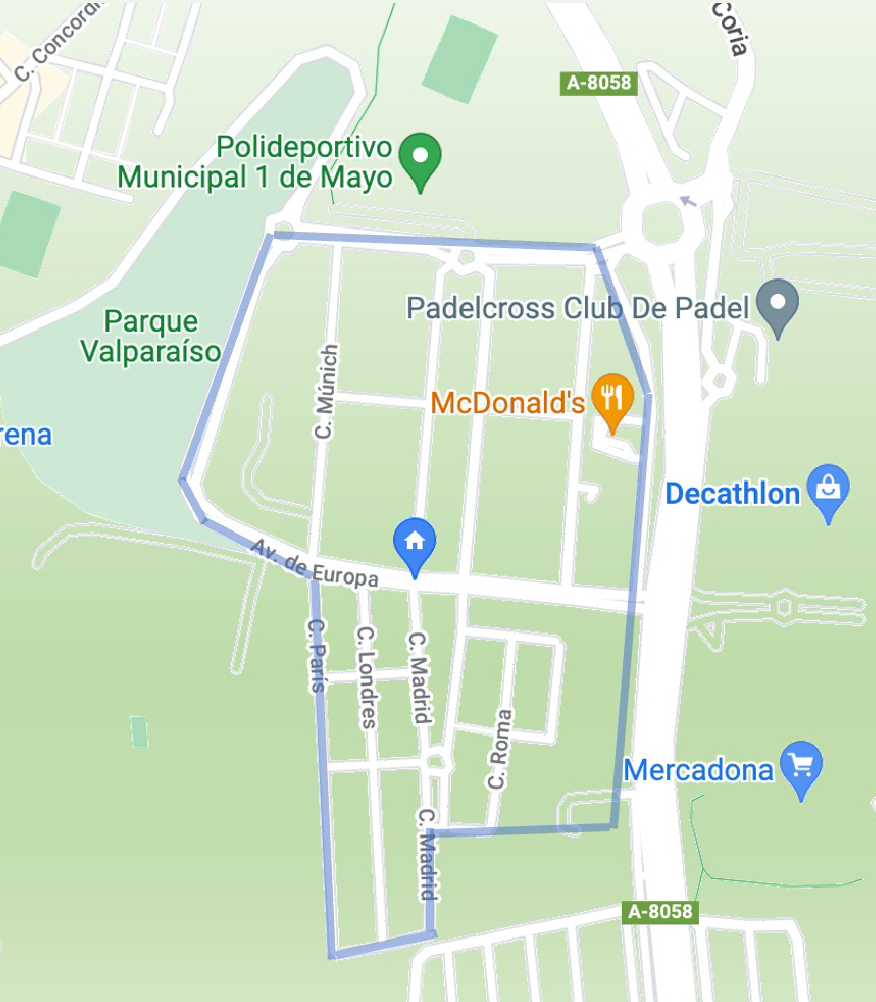 C. Concordi
Coria
A-8058
Polideportivo
Municipal 1 de Mayo
Parque
Valparaíso
Padelcross Club De Padel
C. Múnich
McDonald's
rena
Decathlon
Av. de Europa
C. París
C. Londres
C. Madrid
C. Roma
Mercadona
C. Madrid
A-8058